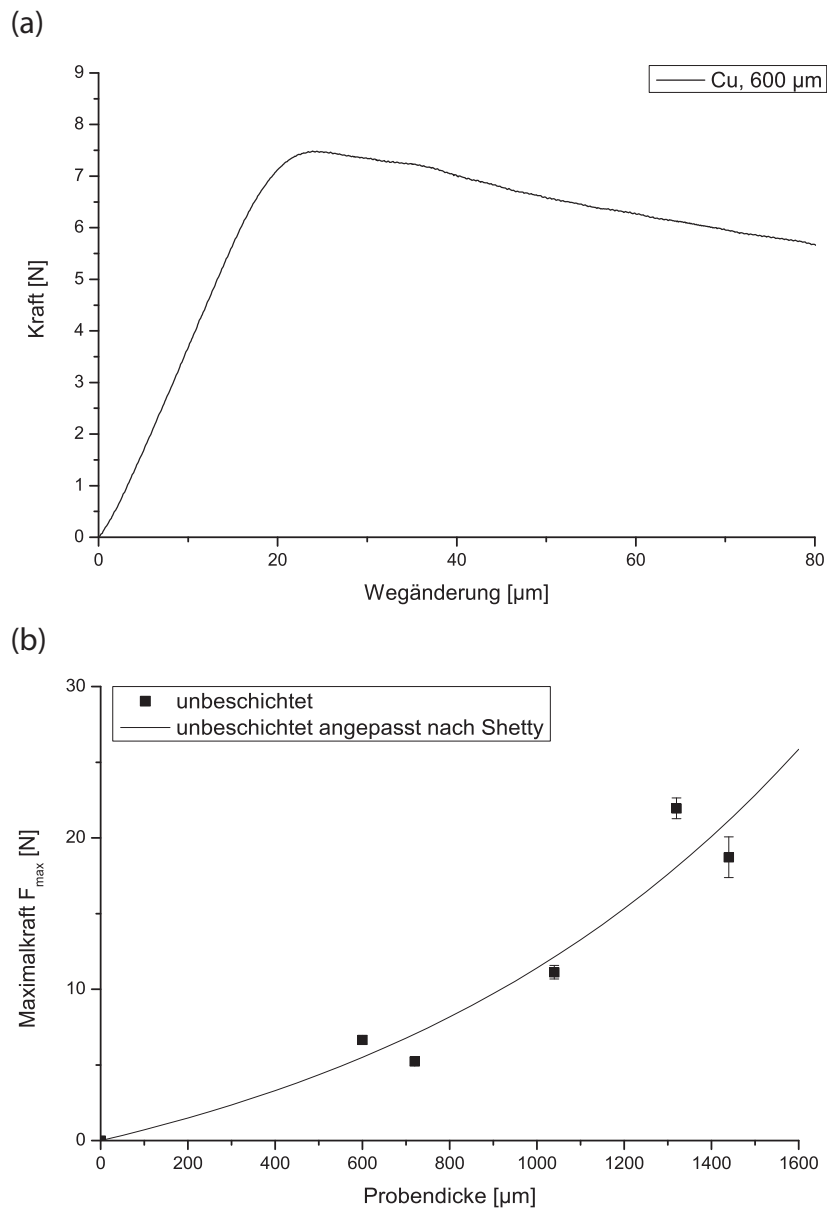 (a)
Cu, 600 µm
9
8
7
6
5
4
3
2
1
0
Kraft [N]
0 20 40 60 80
Wegänderung [µm]
(b)
unbeschichtet
unbeschichtet angepasst nach Shetty
30
20
10
0
Maximalkraft Fmax [N]
0 200 400 600 800 1000 1200 1400 1600
Probendicke [µm]